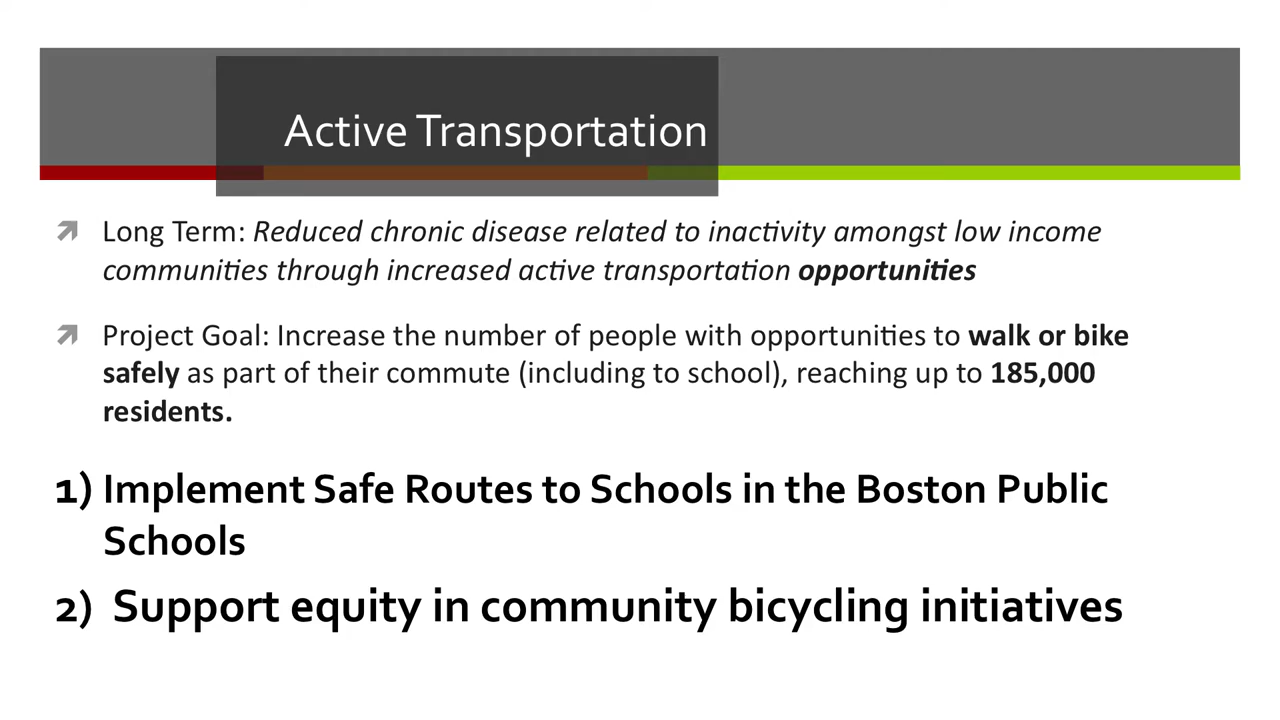 Active Transportation
Long Term: Reduced chronic disease related to inactivity amongst low income
communities through increased active transportation opportunities
Project Goal: Increase the number of people with opportunities to walk or bike
safely as part of their commute (including to school), reaching up to 185,000
residents.
1) Implement Safe Routes to Schools in the Boston Public
Schools
2) Support equity in community bicycling initiatives